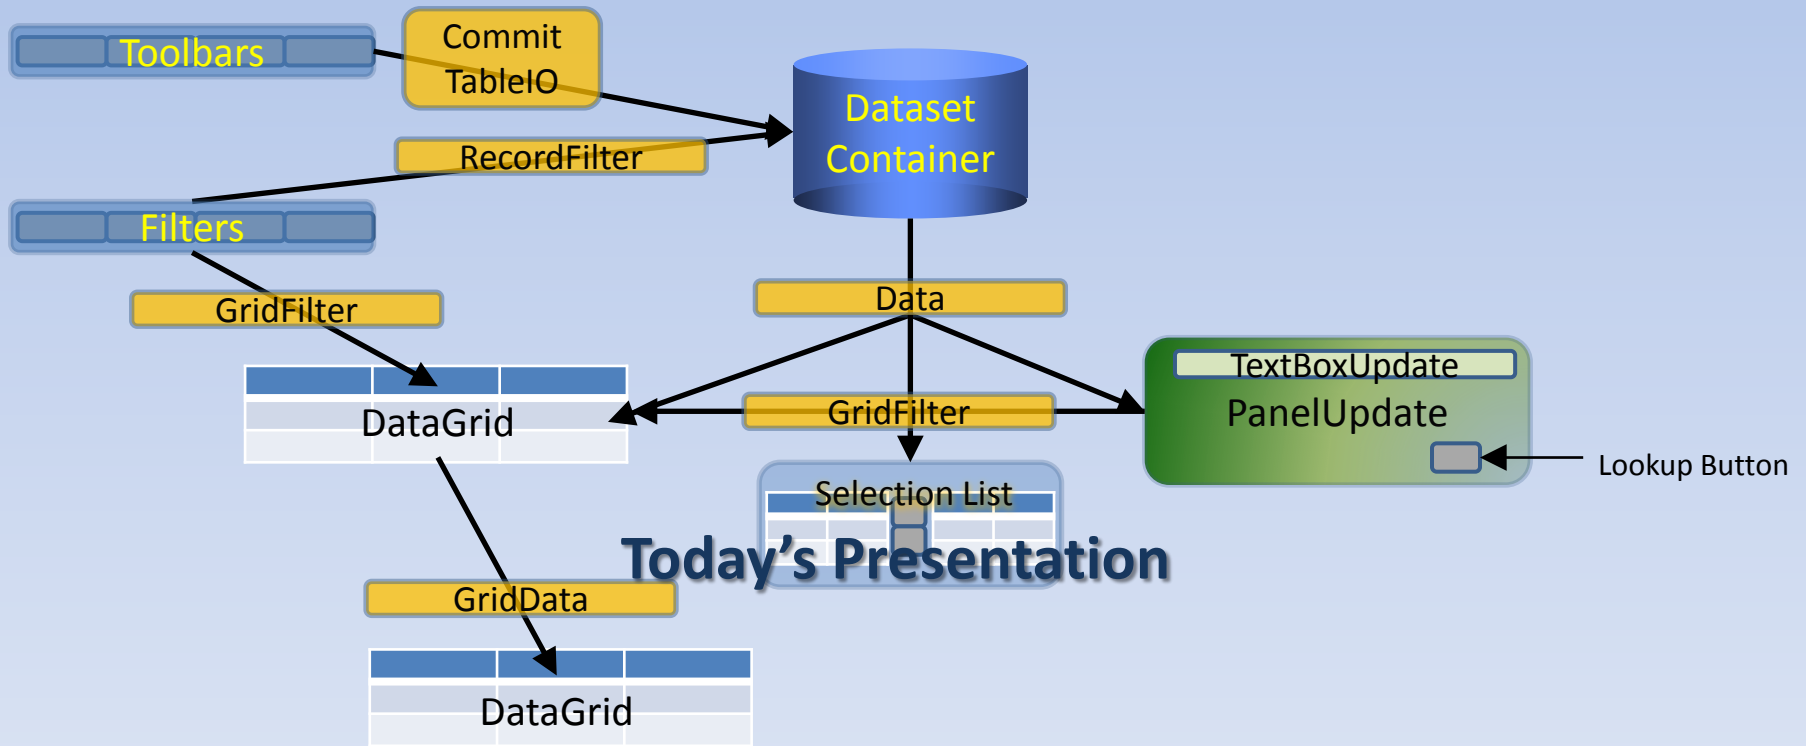 Toolbars
Commit
TableIO
Dataset
Container
RecordFilter
Filters
GridFilter
Data
TextBoxUpdate
PanelUpdate
GridFilter
DataGrid
Lookup Button
Selection List
Today's Presentation
GridData
DataGrid